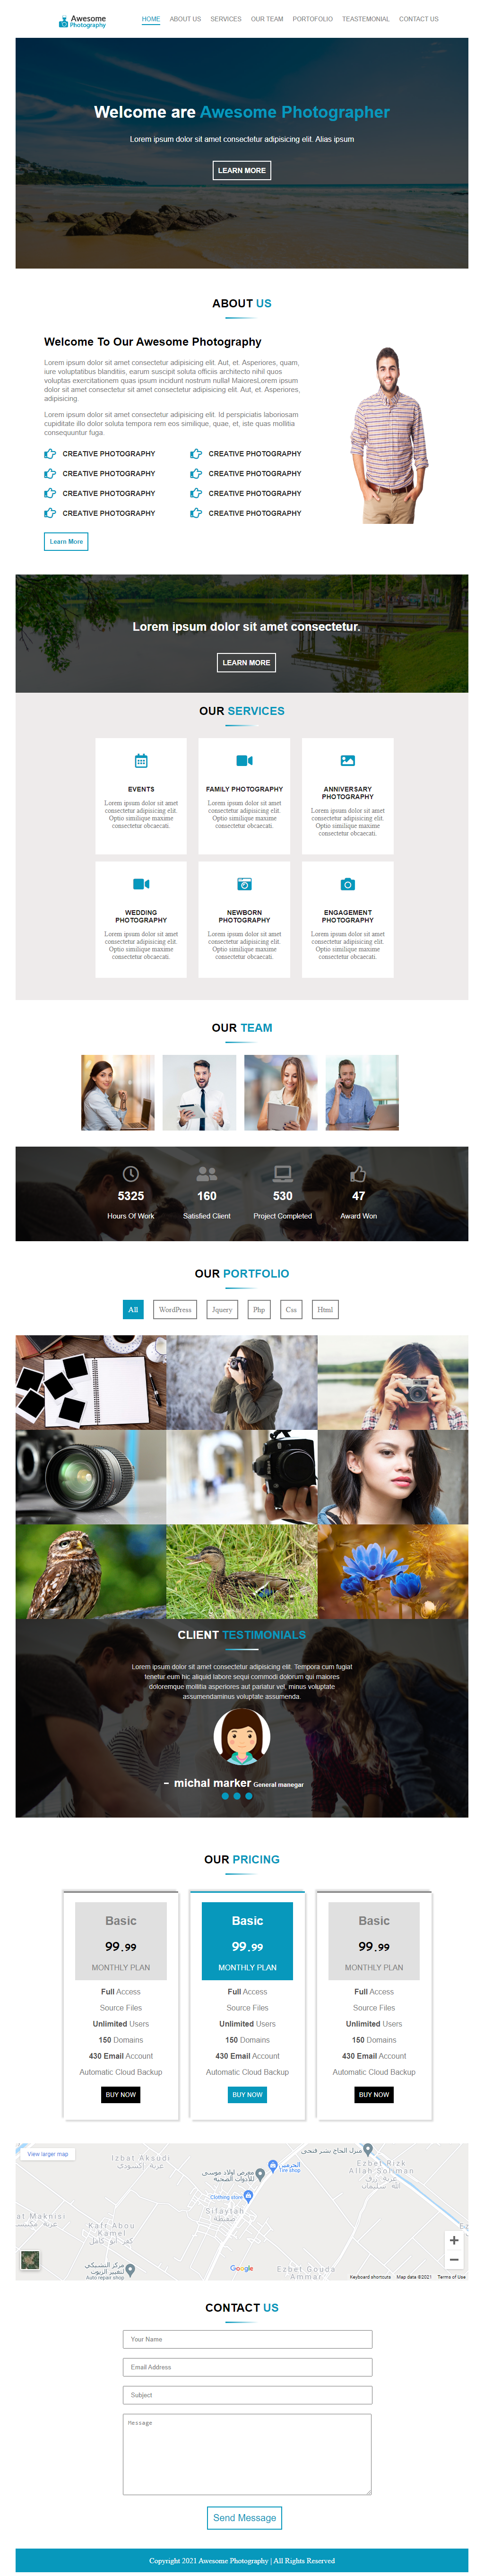 Awesome
Photography
HOME ABOUT US SERVICES OUR TEAM PORTOFOLIO TEASTEMONIAL CONTACT US
Welcome are Awesome Photographer
Lorem ipsum dolor sit amet consectetur adipisicing elit. Alias ipsum
LEARN MORE
ABOUT US
Welcome To Our Awesome Photography
Lorem ipsum dolor sit amet consectetur adipisicing elit. Aut, et. Asperiores, quam,
iure voluptatibus blanditiis, earum suscipit soluta officiis architecto nihil quos
voluptas exercitationem quas ipsum incidunt nostrum nulla! MaioresLorem ipsum
dolor sit amet consectetur sit amet consectetur adipisicing elit. Aut, et. Asperiores,
adipisicing.
Lorem ipsum dolor sit amet consectetur adipisicing elit. Id perspiciatis laboriosam
cupiditate illo dolor soluta tempora rem eos similique, quae, et, iste quas mollitia
consequuntur fuga.
CREATIVE PHOTOGRAPHY CREATIVE PHOTOGRAPHY
CREATIVE PHOTOGRAPHY CREATIVE PHOTOGRAPHY
CREATIVE PHOTOGRAPHY CREATIVE PHOTOGRAPHY
CREATIVE PHOTOGRAPHY CREATIVE PHOTOGRAPHY
Learn More
Lorem ipsum dolor sit amet consectetur.
LEARN MORE
OUR SERVICES
EVENTS
Lorem ipsum dolor sit amet
consectetur adipisicing elit.
Optio similique maxime
consectetur obcaecati.
FAMILY PHOTOGRAPHY
Lorem ipsum dolor sit amet
consectetur adipisicing elit.
Optio similique maxime
consectetur obcaecati.
ANNIVERSARY
PHOTOGRAPHY
Lorem ipsum dolor sit amet
consectetur adipisicing elit.
Optio similique maxime
consectetur obcaecati.
WEDDING
PHOTOGRAPHY
Lorem ipsum dolor sit amet
consectetur adipisicing elit.
Optio similique maxime
consectetur obcaecati.
NEWBORN
PHOTOGRAPHY
Lorem ipsum dolor sit amet
consectetur adipisicing elit.
Optio similique maxime
consectetur obcaecati.
ENGAGEMENT
PHOTOGRAPHY
Lorem ipsum dolor sit amet
consectetur adipisicing elit.
Optio similique maxime
consectetur obcaecati.
OUR TEAM
5325 160 530 47
Hours Of Work Satisfied Client Project Completed Award Won
OUR PORTFOLIO
All WordPress Jquery Php Css Html
CLIENT TESTIMONIALS
Lorem ipsum dolor sit amet consectetur adipisicing elit. Tempora cum fugiat
tenetur eum hic aliquid labore sequi commodi dolorum qui maiores
doloremque mollitia asperiores aut pariatur vel, minus voluptate
assumendaminus voluptate assumenda.
- michal marker General manegar
OUR PRICING
Basic
99.99
MONTHLY PLAN
Full Access
Source Files
Unlimited Users
150 Domains
430 Email Account
Automatic Cloud Backup
BUY NOW
Basic
99.99
MONTHLY PLAN
Full Access
Source Files
Unlimited Users
150 Domains
430 Email Account
Automatic Cloud Backup
BUY NOW
Basic
99.99
MONTHLY PLAN
Full Access
Source Files
Unlimited Users
150 Domains
430 Email Account
Automatic Cloud Backup
BUY NOW
View larger map
Izbat Aksudi
منزل الحاج سمير فتحى
Ezbet Rizk
Allah Soliman
Tire shop
معرض اولاد موسى
للأدوات الصحية
Clothing store
Sifaytah
Kafr Abou
Kamel
Auto repair shop
Google
Ezbet Gouda
Ammar
Keyboard shortcuts Map data ©2021 Terms of Use
CONTACT US
Your Name
Email Address
Subject
Message
Send Message
Copyright 2021 Awesome Photography | All Rights Reserved